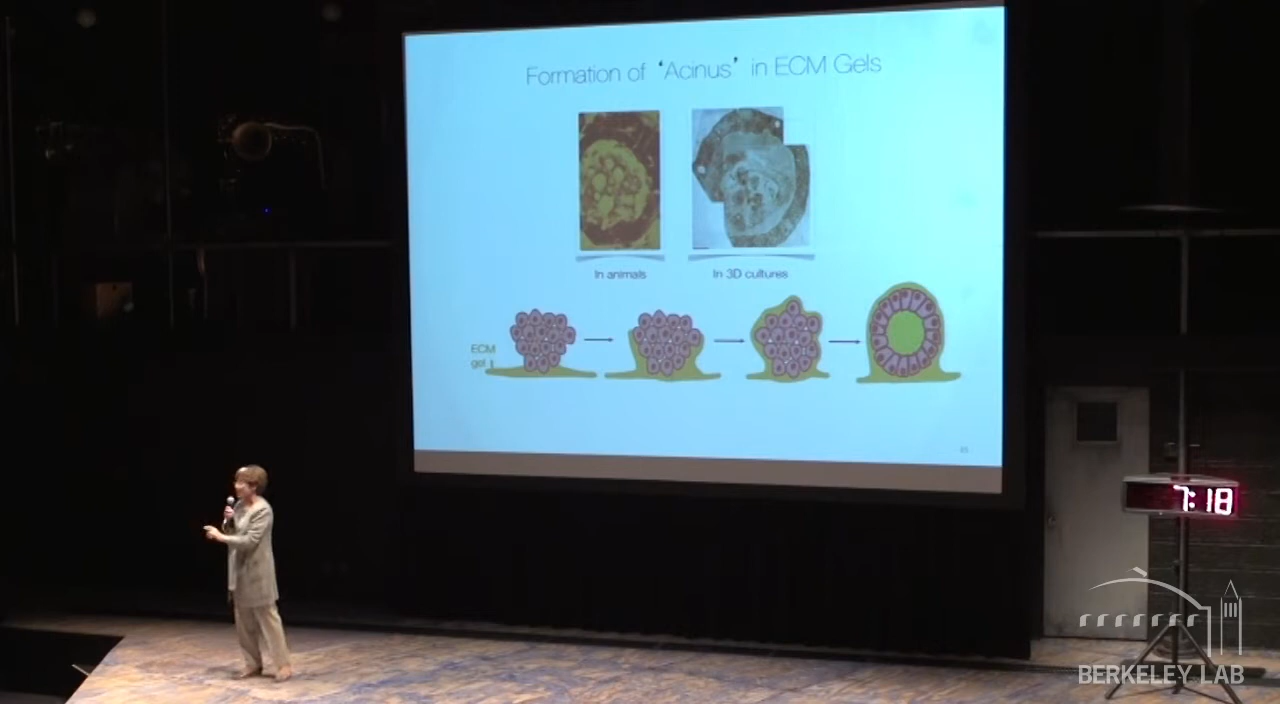 Formation of ‘Acinus’ in ECM Gels
In animals
In 3D cultures
ECM
gel
7:18
BERKELEY LAB